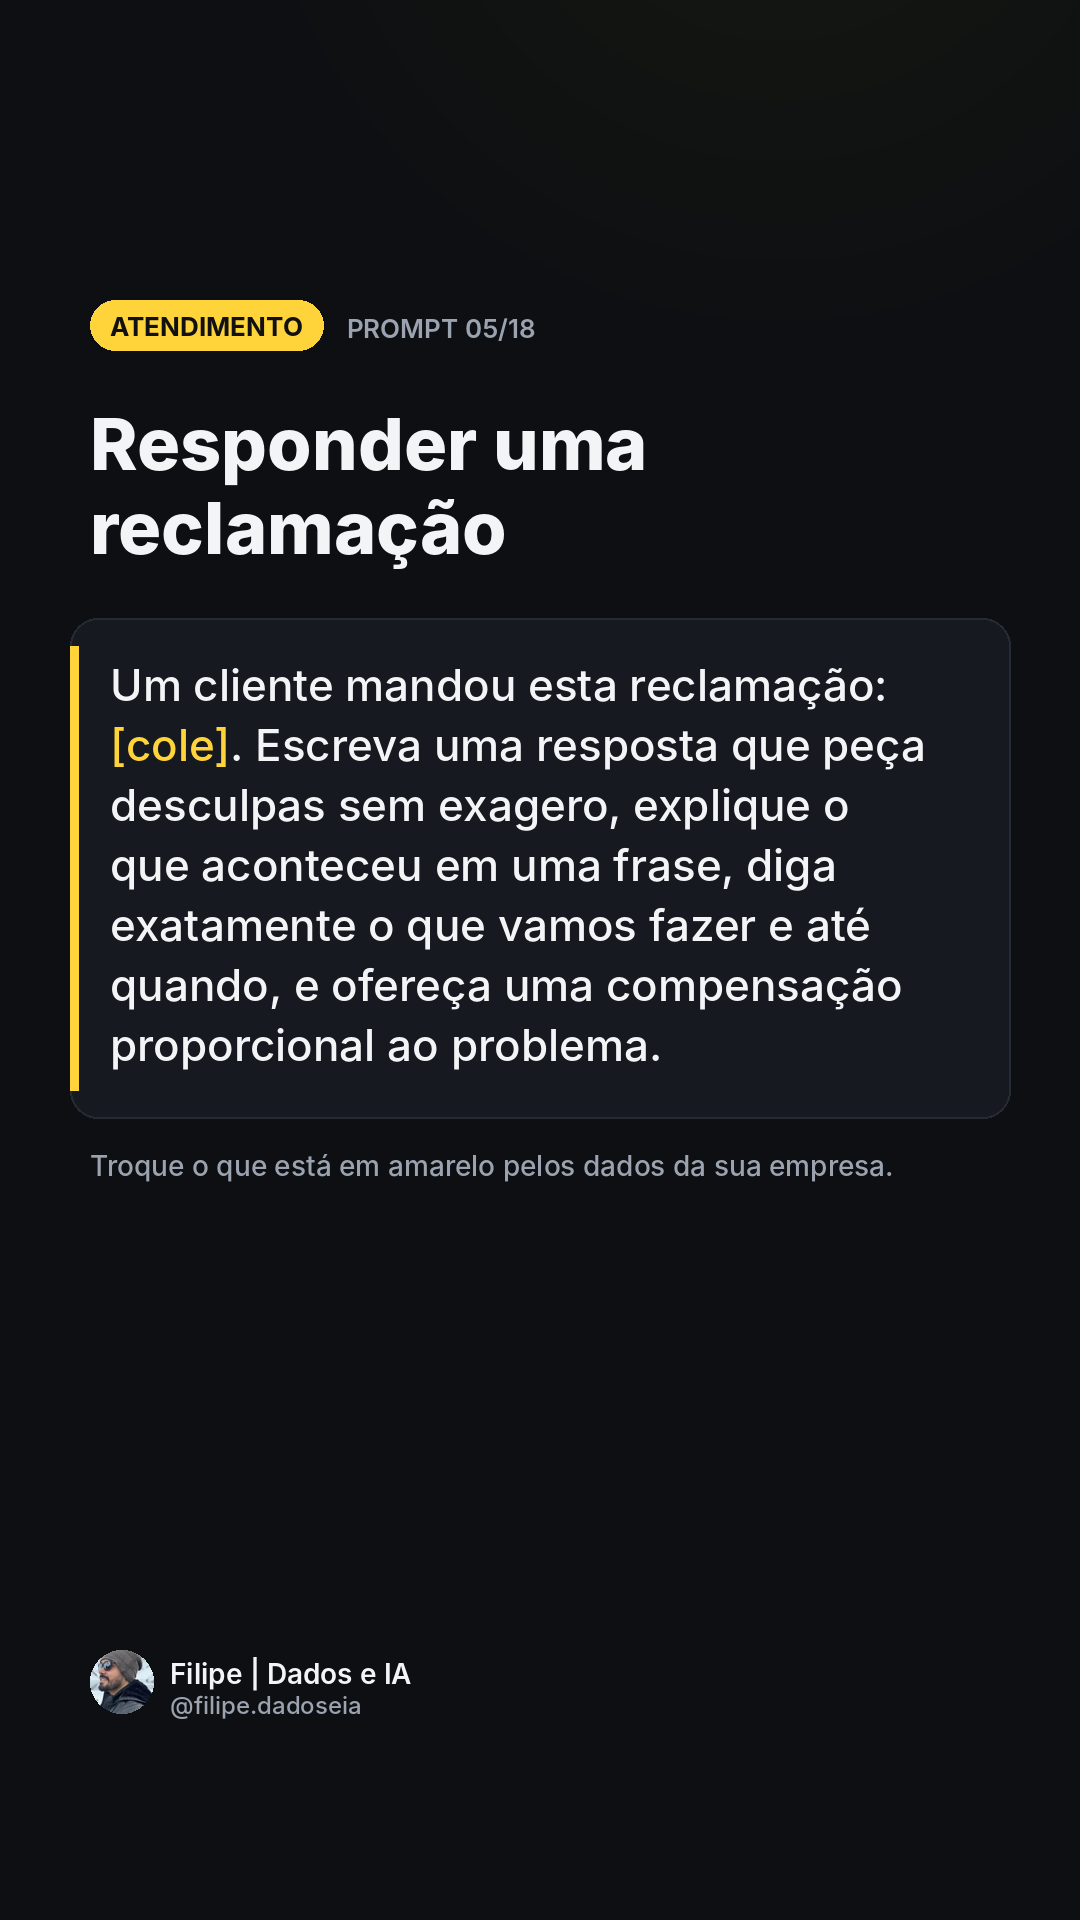 ATENDIMENTO PROMPT 05/18
Responder uma
reclamação
Um cliente mandou esta reclamação:
[cole]. Escreva uma resposta que peça
desculpas sem exagero, explique o
que aconteceu em uma frase, diga
exatamente o que vamos fazer e até
quando, e ofereça uma compensação
proporcional ao problema.
Troque o que está em amarelo pelos dados da sua empresa.
Filipe | Dados e IA
@filipe.dadoseia